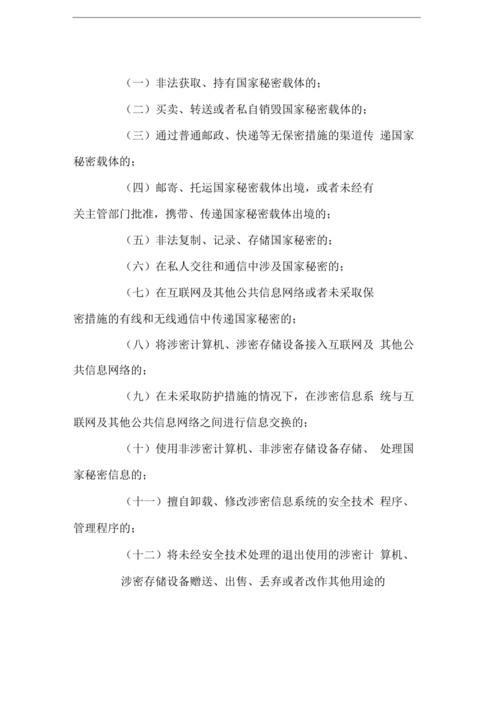 （一）非法获取、持有国家秘密载体的；
（二）买卖、转送或者私自销毁国家秘密载体的；
（三）通过普通邮政、快递等无保密措施的渠道传 递国家
秘密载体的；
（四）邮寄、托运国家秘密载体出境，或者未经有
关主管部门批准，携带、传递国家秘密载体出境的；
（五）非法复制、记录、存储国家秘密的；
（六）在私人交往和通信中涉及国家秘密的；
（七）在互联网及其他公共信息网络或者未采取保
密措施的有线和无线通信中传递国家秘密的；
（八）将涉密计算机、涉密存储设备接入互联网及 其他公
共信息网络的；
（九）在未采取防护措施的情况下，在涉密信息系 统与互
联网及其他公共信息网络之间进行信息交换的；
（十）使用非涉密计算机、非涉密存储设备存储、 处理国
家秘密信息的；
（十一）擅自卸载、修改涉密信息系统的安全技术 程序、
管理程序的；
（十二）将未经安全技术处理的退出使用的涉密计 算机、
涉密存储设备赠送、出售、丢弃或者改作其他用途的